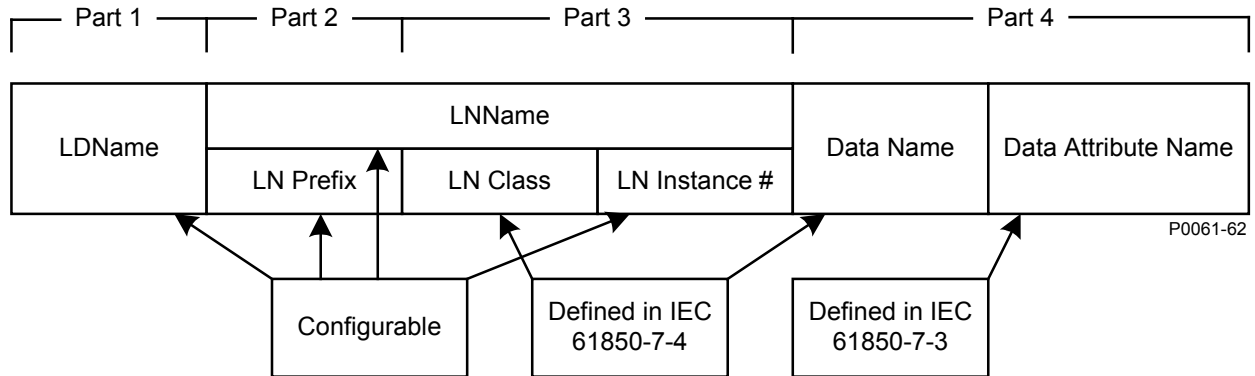 Part 1
Part 2
Part 3
Part 4
LDName
LNName
LN Prefix
LN Class
LN Instance #
Data Name
Data Attribute Name
P0061-62
Configurable
Defined in IEC
61850-7-4
Defined in IEC
61850-7-3